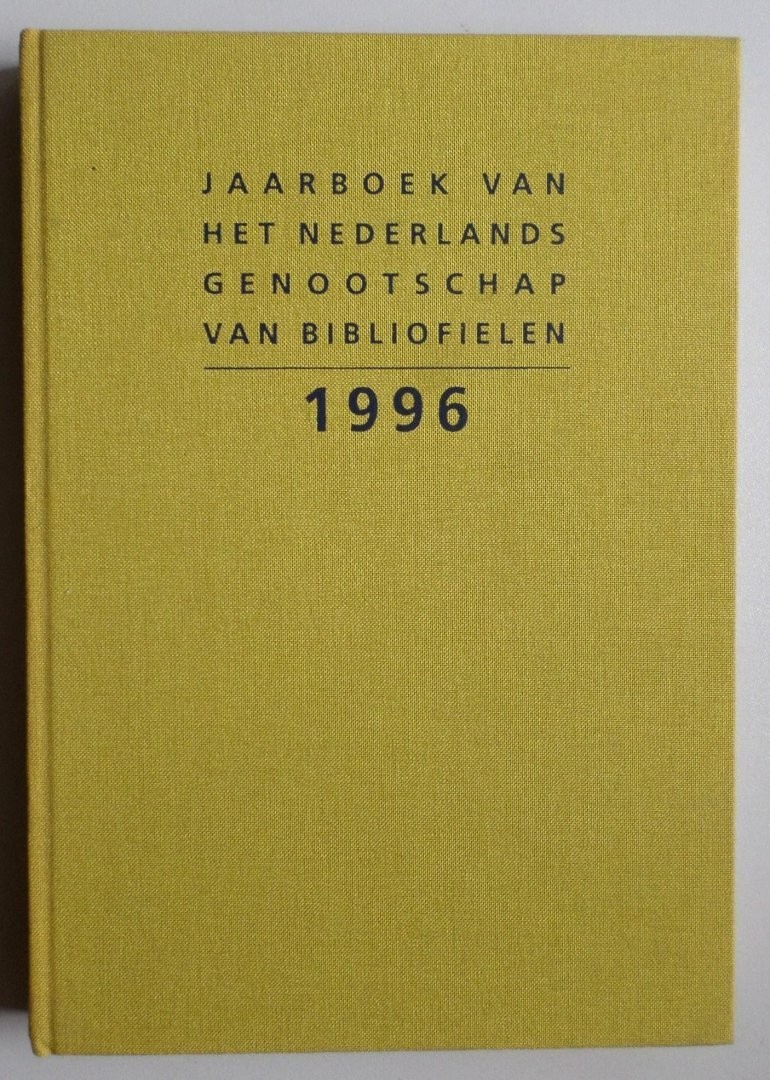 JAARBOEK VAN
HET NEDERLANDS
GENOOTSCHAP
VAN BIBLIOFIELEN
1996